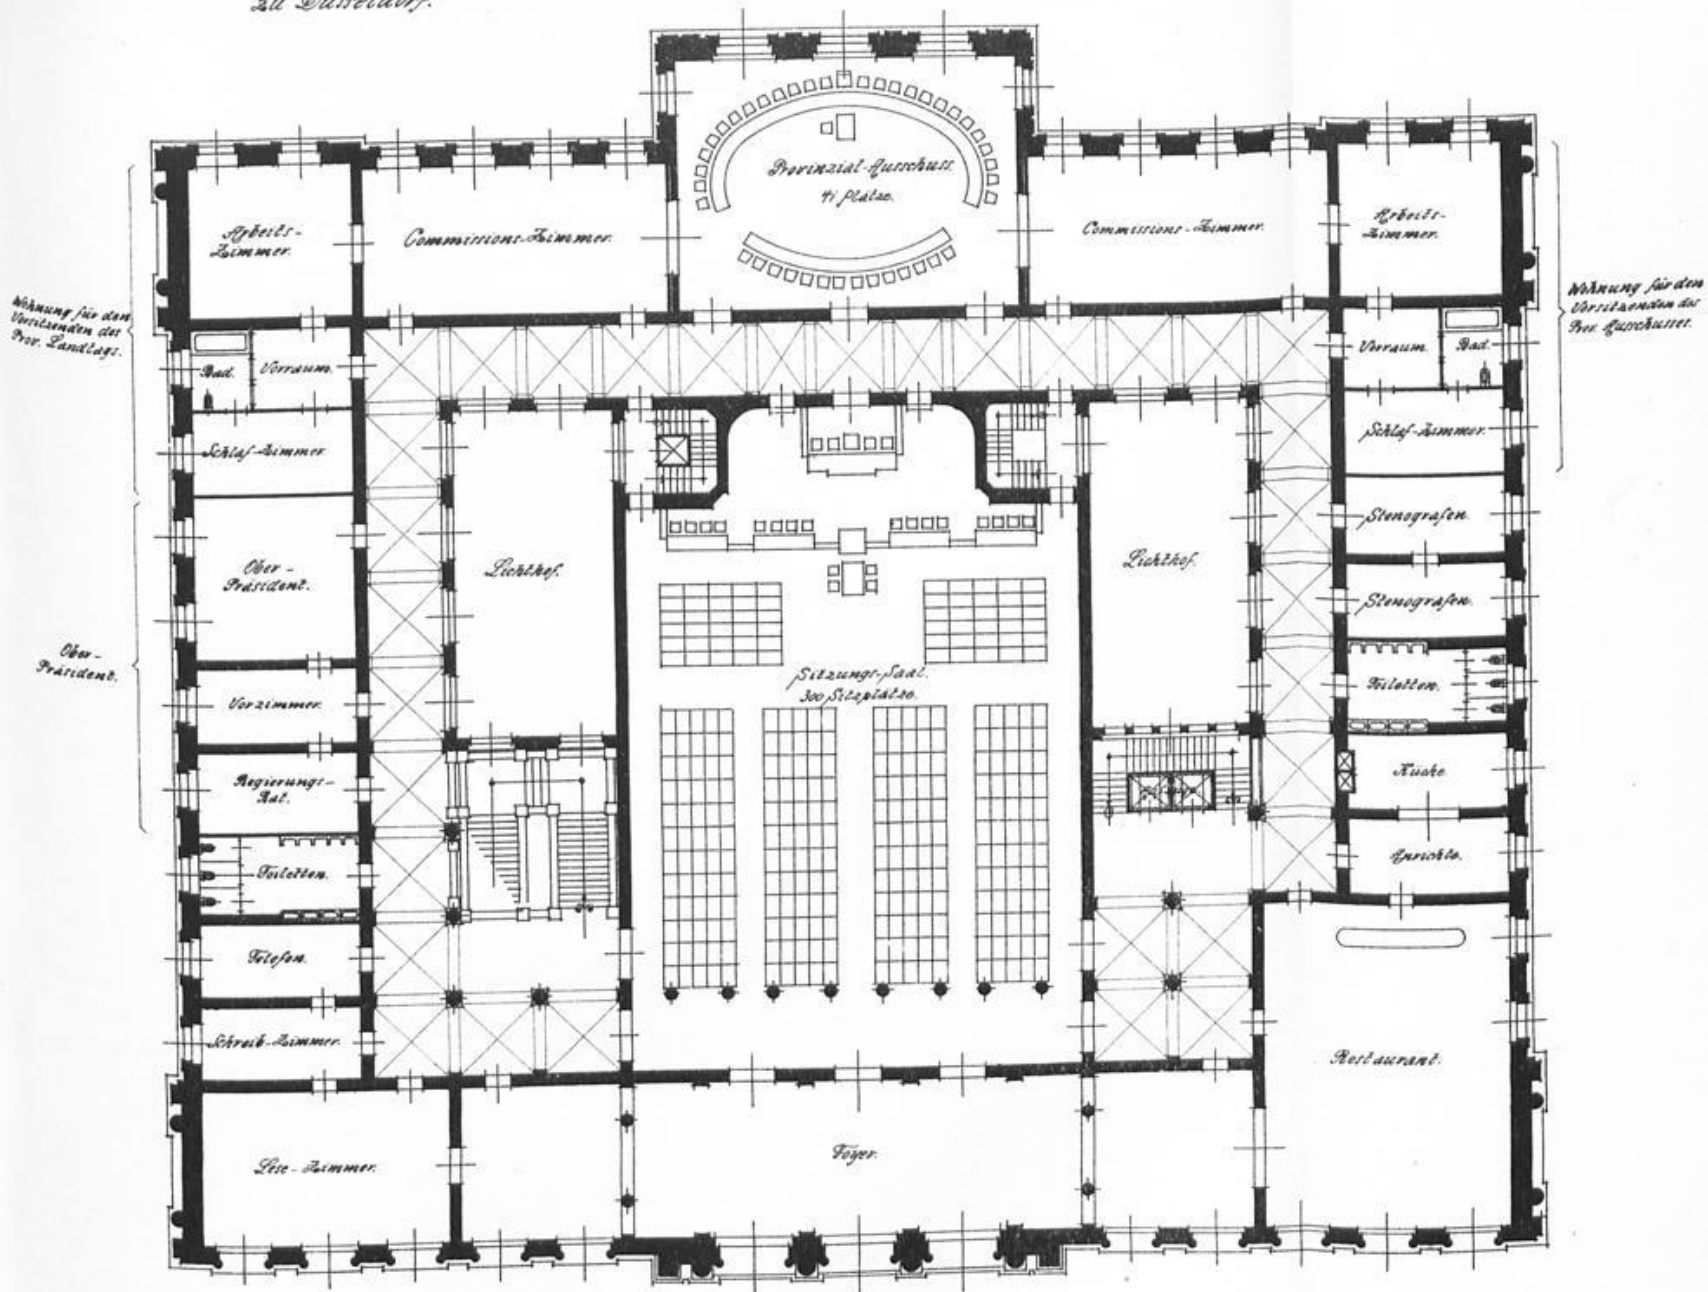 zu Düsseldorf.
Provinzial-Ausschuss.
41 Plätze.
Arbeits-
Zimmer.
Commissions-Zimmer.
Commissions-Zimmer.
Arbeits-
Zimmer.
Wohnung für den
Vorsitzenden des
Prov. Landtags.
Wohnung für den
Vorsitzenden des
Prov. Ausschusses.
Bad.
Vorraum.
Vorraum.
Bad.
Schlaf-Zimmer
Schlaf-Zimmer.
Stenografen.
Ober-
Präsident.
Lichthof.
Lichthof.
Stenografen.
Ober-
Präsident.
Sitzungs-Saal.
300 Sitzplätze.
Toiletten.
Vorzimmer.
Regierungs-
Rat.
Küche
Toiletten.
Anrichte.
Telefon.
Schreib-Zimmer.
Restaurant.
Lese-Zimmer.
Foyer.